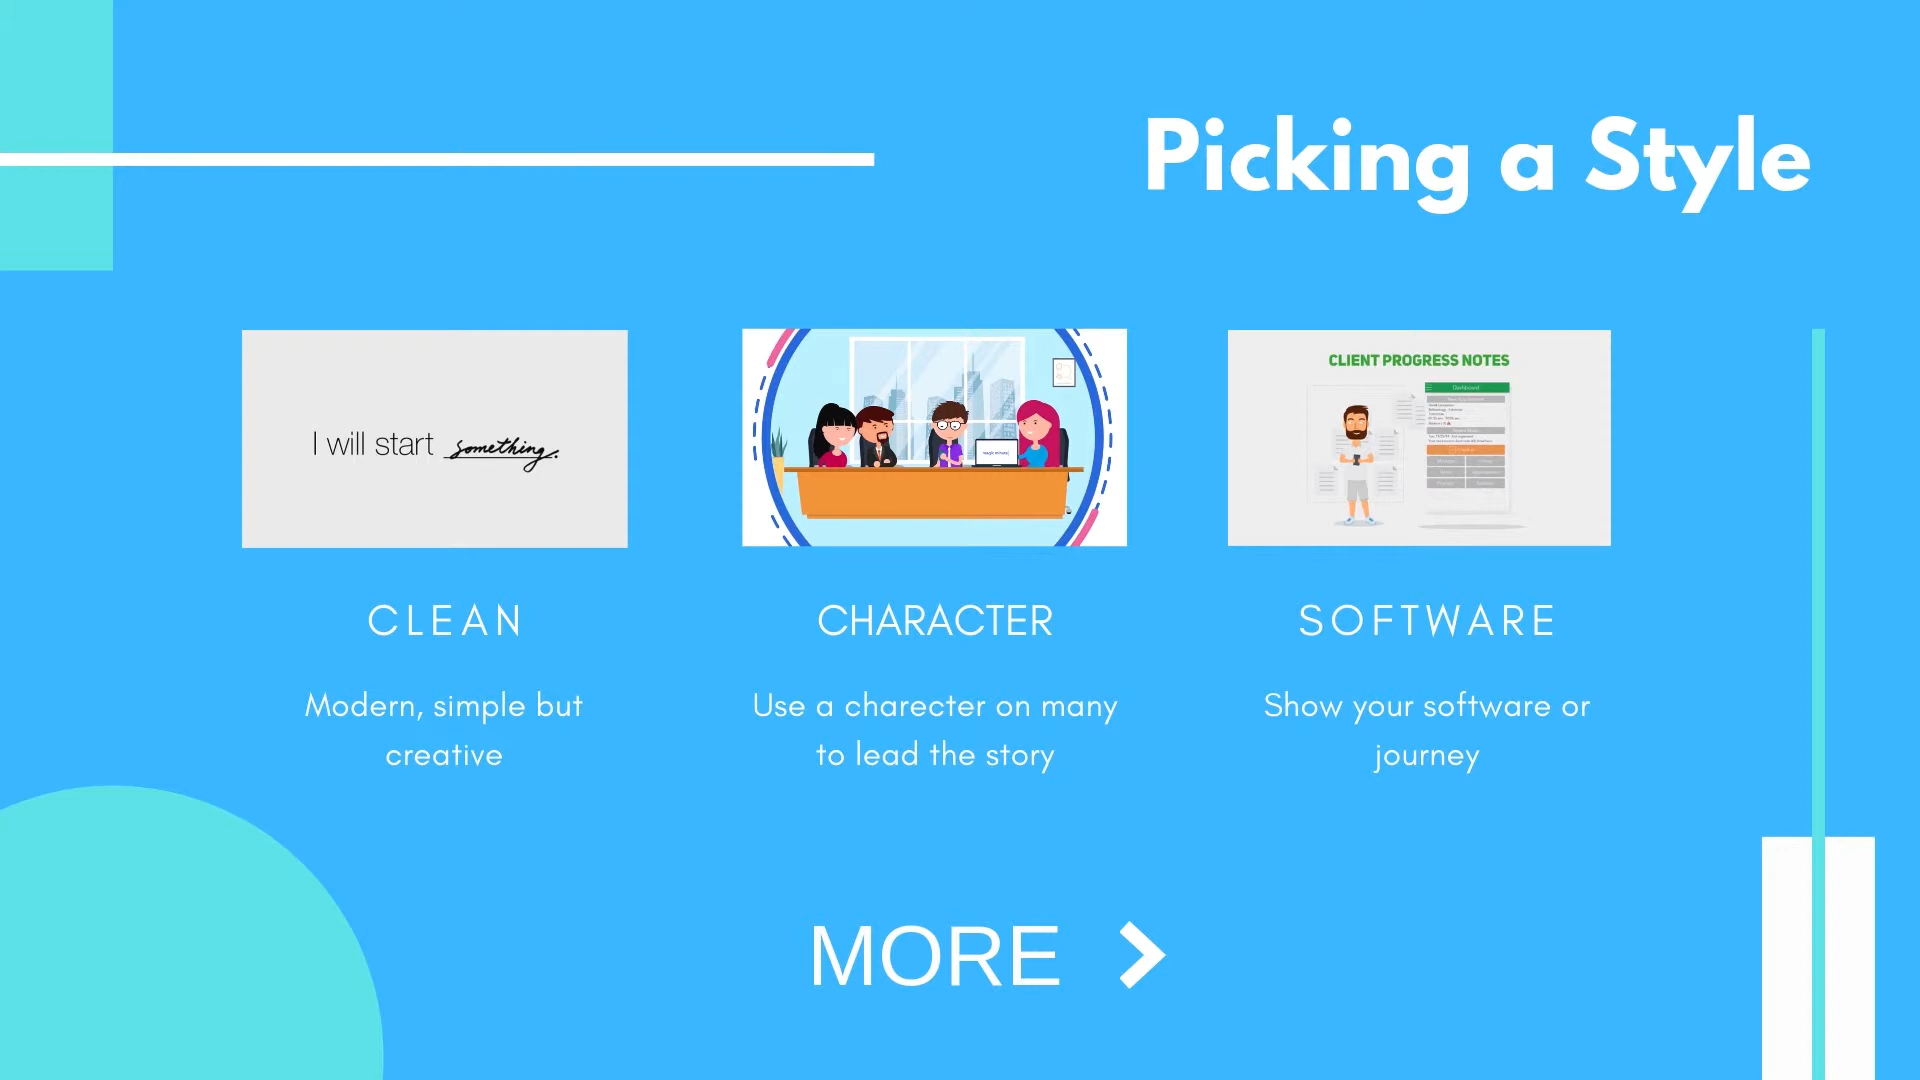 Picking a Style
I will start something.
CLIENT PROGRESS NOTES
Dashboard
CLEAN
CHARACTER
SOFTWARE
Modern, simple but
creative
Use a charecter on many
to lead the story
Show your software or
journey
MORE